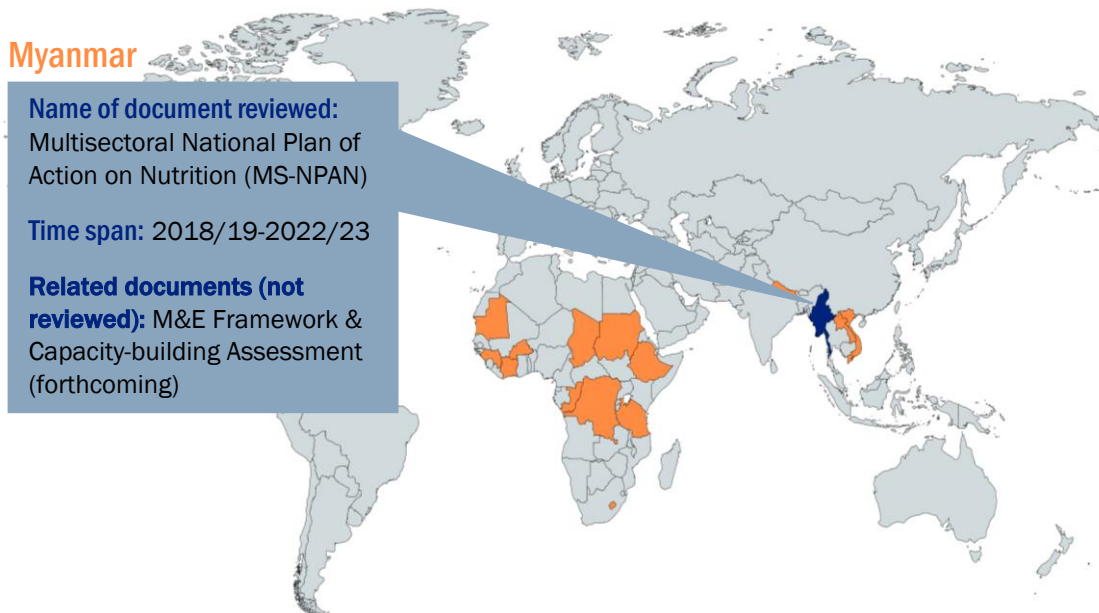 Myanmar
Name of document reviewed:
Multisectoral National Plan of
Action on Nutrition (MS-NPAN)
Time span: 2018/19-2022/23
Related documents (not
reviewed): M&E Framework &
Capacity-building Assessment
(forthcoming)